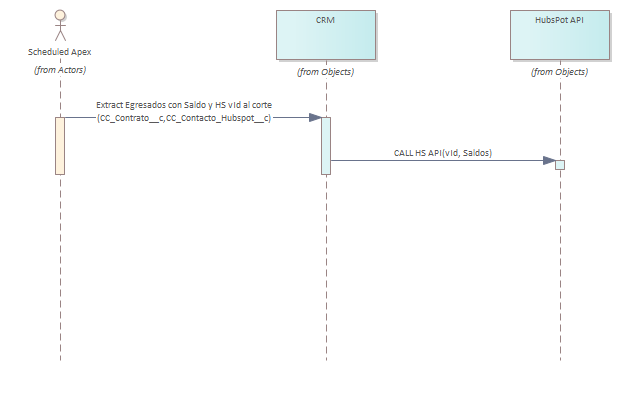 CRM
HubsPot API
Scheduled Apex
(from Actors)
(from Objects)
(from Objects)
Extract Egresados con Saldo y HS vId al corte
(CC_Contrato__c,CC_Contacto_Hubspot__c)
CALL HS API(vId, Saldos)